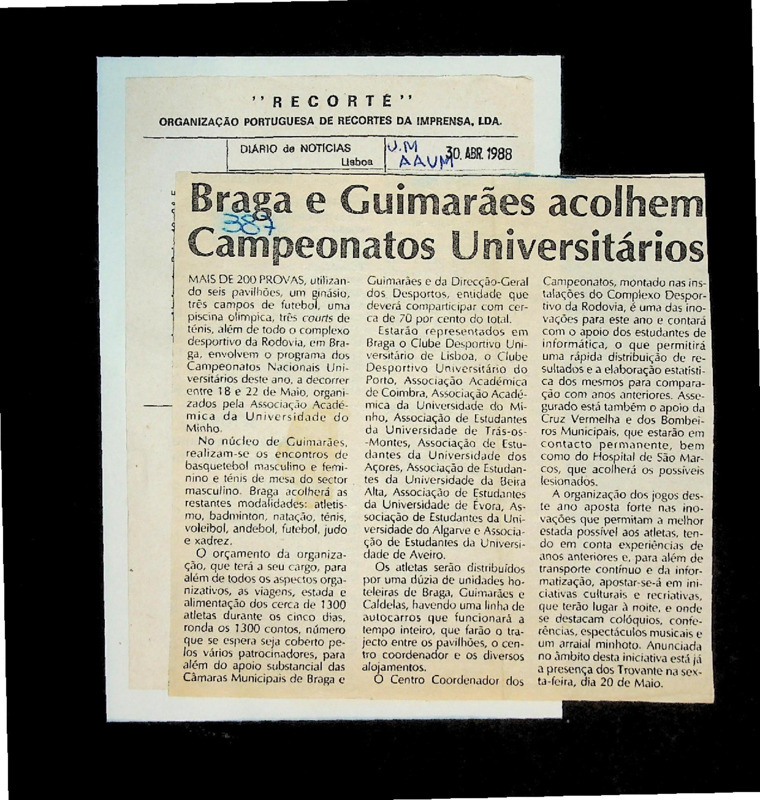 "RECORTE"
ORGANIZAÇÃO PORTUGUESA DE RECORTES DA IMPRENSA, LDA.
DIÁRIO de NOTÍCIAS
Lisboa
U.M
AAUM
30. ABR. 1988
Braga e Guimarães acolhem
387
Campeonatos Universitários
MAIS DE 200 PROVAS, utilizan-
do seis pavilhões, um ginásio,
três campos de futebol, uma
piscina olímpica, três courts de
ténis, além de todo o complexo
desportivo da Rodovia, em Bra-
ga, envolvem o programa dos
Campeonatos Nacionais Uni-
versitários deste ano, a decorrer
entre 18 e 22 de Maio, organi-
zados pela Associação Acadé-
mica da Universidade do
Minho.
No núcleo de Guimarães,
realizam-se os encontros de
basquetebol masculino e femi-
nino e ténis de mesa do sector
masculino. Braga acolherá as
restantes modalidades: atletis-
mo, badminton, natação, ténis,
voleibol, andebol, futebol, judo
e xadrez.
O orçamento da organiza-
ção, que terá a seu cargo, para
além de todos os aspectos orga-
nizativos, as viagens, estada e
alimentação dos cerca de 1300
atletas durante os cinco dias,
ronda os 1300 contos, número
que se espera seja coberto pe-
los vários patrocinadores, para
além do apoio substancial das
Câmaras Municipais de Braga e
Guimarães e da Direcção-Geral
dos Desportos, entidade que
deverá comparticipar com cer-
ca de 70 por cento do total.
Estarão representados em
Braga o Clube Desportivo Uni-
versitário de Lisboa, o Clube
Desportivo Universitário do
Porto, Associação Académica
de Coimbra, Associação Acadé-
mica da Universidade do Mi-
nho, Associação de Estudantes
da Universidade de Trás-os-
-Montes, Associação de Estu-
dantes da Universidade dos
Açores, Associação de Estudan-
tes da Universidade da Beira
Alta, Associação de Estudantes
da Universidade de Évora, As-
sociação de Estudantes da Uni-
versidade do Algarve e Associa-
ção de Estudantes da Universi-
dade de Aveiro.
Os atletas serão distribuídos
por uma dúzia de unidades ho-
teleiras de Braga, Guimarães e
Caldelas, havendo uma linha de
autocarros que funcionará a
tempo inteiro, que farão o tra-
jecto entre os pavilhões, o cen-
tro coordenador e os diversos
alojamentos.
O Centro Coordenador dos
Campeonatos, montado nas ins-
talações do Complexo Despor-
tivo da Rodovia, é uma das ino-
vações para este ano e contará
com o apoio dos estudantes de
informática, o que permitirá
uma rápida distribuição de re-
sultados e a elaboração estatísti-
ca dos mesmos para compara-
ção com anos anteriores. Asse-
gurado está também o apoio da
Cruz Vermelha e dos Bombei-
ros Municipais, que estarão em
contacto permanente, bem
como do Hospital de São Mar-
cos, que acolherá os possíveis
lesionados.
A organização dos jogos des-
te ano aposta forte nas ino-
vações que permitam a melhor
estada possível aos atletas, ten-
do em conta experiências de
anos anteriores e, para além de
transporte contínuo e da infor-
matização, apostar-se-á em ini-
ciativas culturais e recriativas,
que terão lugar à noite, e onde
se destacam colóquios, confe-
rências, espectáculos musicais e
um arraial minhoto. Anunciada
no âmbito desta iniciativa está já
a presença dos Trovante na sex-
ta-feira, dia 20 de Maio.